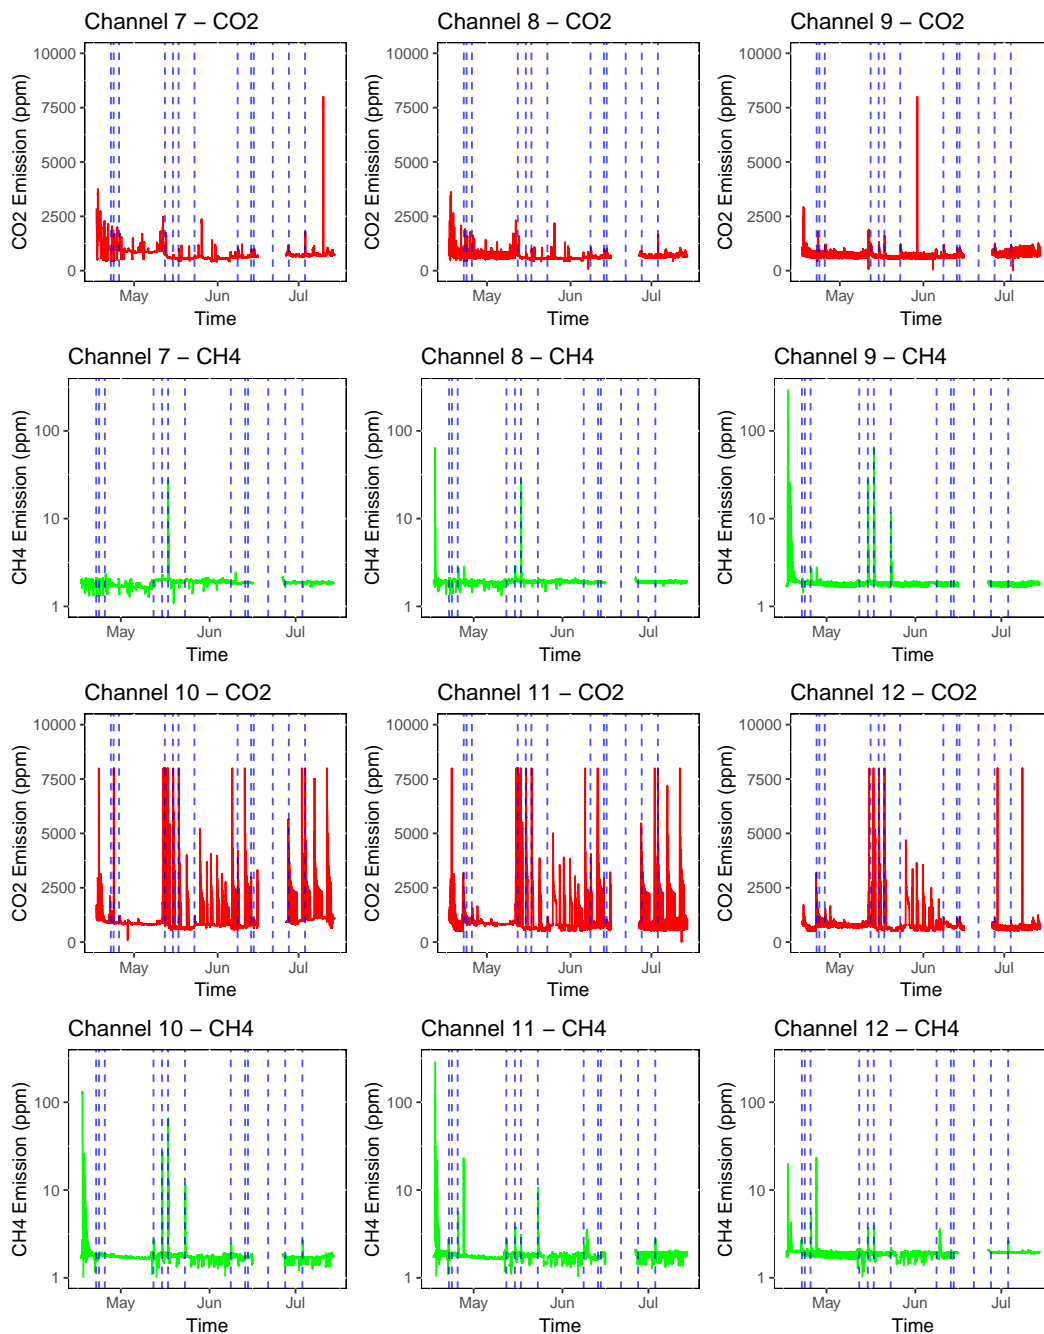 Channel 7 − CO2
Channel 8 − CO2
Channel 9 − CO2
CO2 Emission (ppm)
10000
7500
5000
2500
0
May
Jun
Jul
Time
CO2 Emission (ppm)
10000
7500
5000
2500
0
May
Jun
Jul
Time
CO2 Emission (ppm)
10000
7500
5000
2500
0
May
Jun
Jul
Time
Channel 7 − CH4
Channel 8 − CH4
Channel 9 − CH4
CH4 Emission (ppm)
100
10
1
May
Jun
Jul
Time
CH4 Emission (ppm)
100
10
1
May
Jun
Jul
Time
CH4 Emission (ppm)
100
10
1
May
Jun
Jul
Time
Channel 10 − CO2
Channel 11 − CO2
Channel 12 − CO2
CO2 Emission (ppm)
10000
7500
5000
2500
0
May
Jun
Jul
Time
CO2 Emission (ppm)
10000
7500
5000
2500
0
May
Jun
Jul
Time
CO2 Emission (ppm)
10000
7500
5000
2500
0
May
Jun
Jul
Time
Channel 10 − CH4
Channel 11 − CH4
Channel 12 − CH4
CH4 Emission (ppm)
100
10
1
May
Jun
Jul
Time
CH4 Emission (ppm)
100
10
1
May
Jun
Jul
Time
CH4 Emission (ppm)
100
10
1
May
Jun
Jul
Time